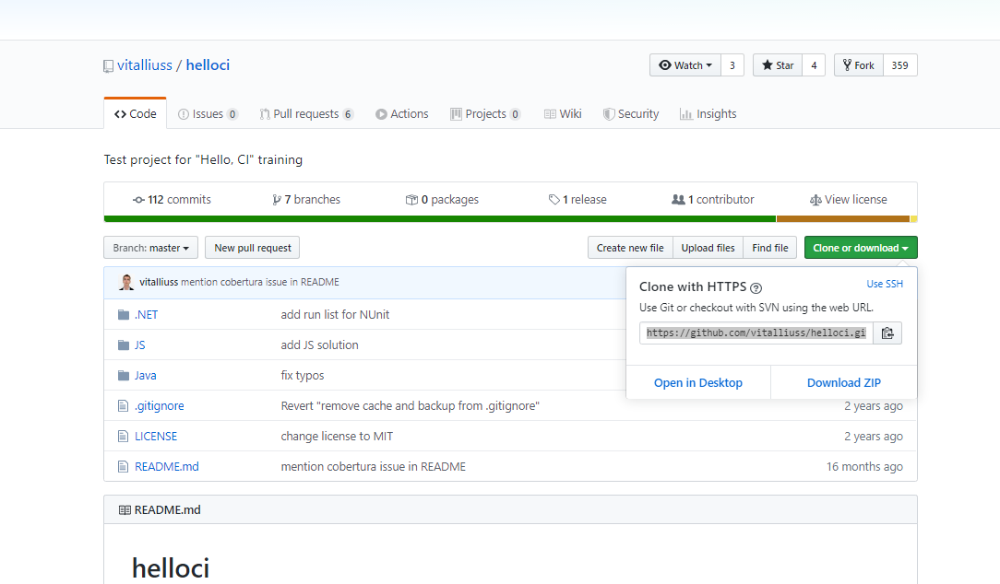 vitalliuss / helloci
Watch 3 Star 4 Fork 359
Code Issues 0 Pull requests 6 Actions Projects 0 Wiki Security Insights
Test project for "Hello, CI" training
112 commits 7 branches 0 packages 1 release 1 contributor View license
Branch: master New pull request Create new file Upload files Find file Clone or download
vitalliuss mention cobertura issue in README
.NET add run list for NUnit
JS add JS solution
Java fix typos
Clone with HTTPS ? Use SSH
Use Git or checkout with SVN using the web URL.
https://github.com/vitalliuss/helloci.gi
Open in Desktop Download ZIP
.gitignore Revert "remove cache and backup from .gitignore" 2 years ago
LICENSE change license to MIT 2 years ago
README.md mention cobertura issue in README 16 months ago
README.md
helloci